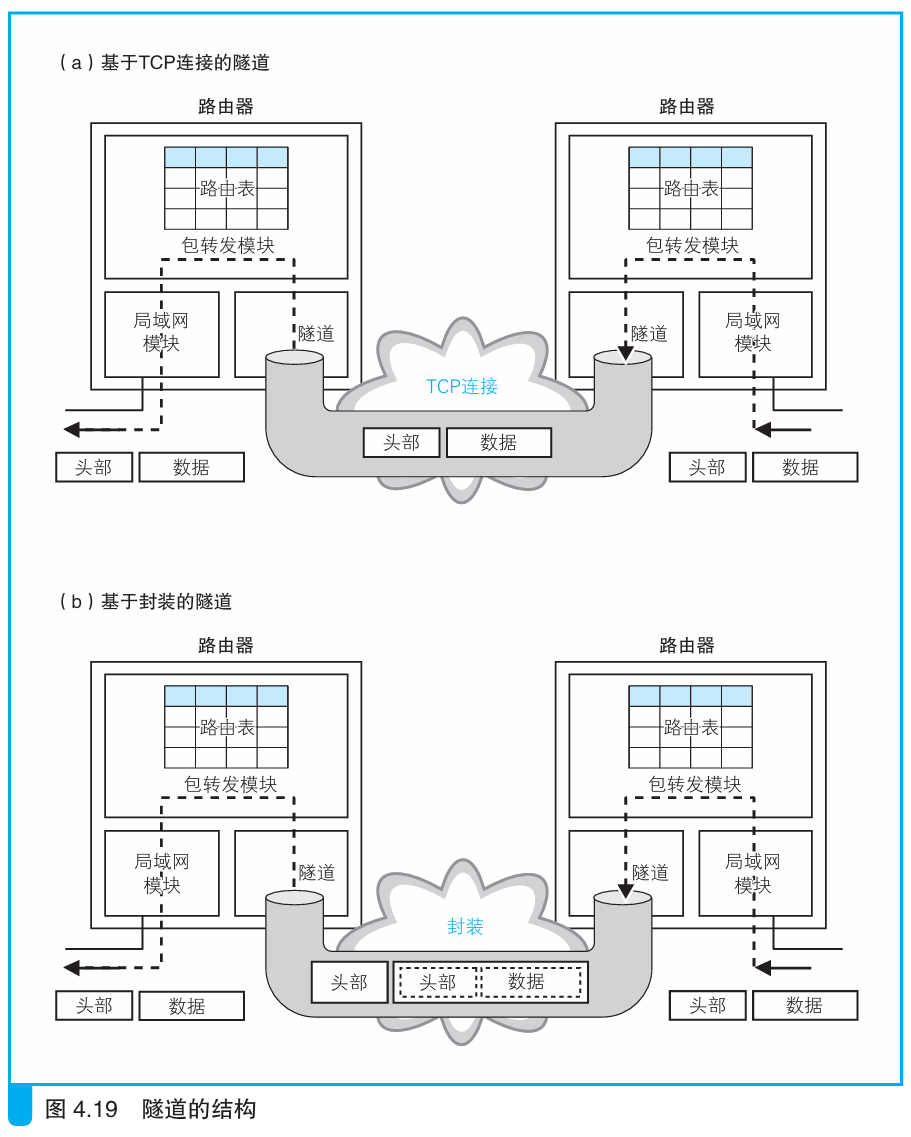 （a）基于TCP连接的隧道
路由器
路由器
路由表
路由表
包转发模块
包转发模块
局域网
模块
隧道
隧道
局域网
模块
TCP连接
头部
数据
头部
数据
头部
数据
（b）基于封装的隧道
路由器
路由器
路由表
路由表
包转发模块
包转发模块
局域网
模块
隧道
隧道
局域网
模块
封装
头部
头部
数据
头部
数据
头部
数据
图 4.19 隧道的结构